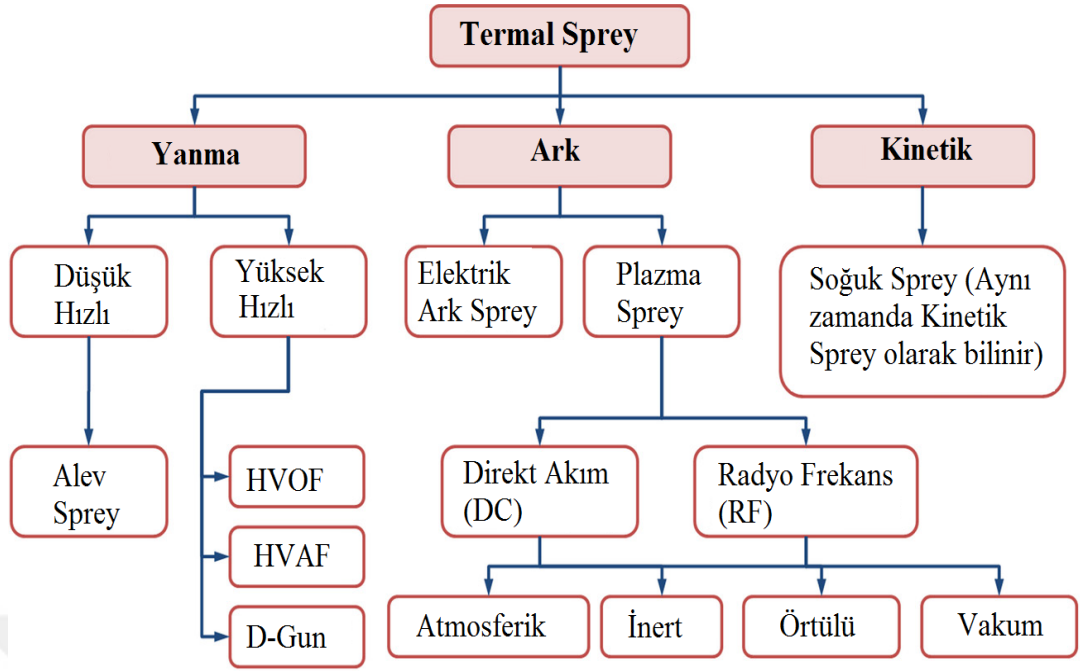 Termal Sprey
Yanma
Ark
Kinetik
Düşük
Hızlı
Yüksek
Hızlı
Elektrik
Ark Sprey
Plazma
Sprey
Soğuk Sprey (Aynı
zamanda Kinetik
Sprey olarak bilinir)
Alev
Sprey
HVOF
HVAF
D-Gun
Direkt Akım
(DC)
Radyo Frekans
(RF)
Atmosferik
İnert
Örtülü
Vakum